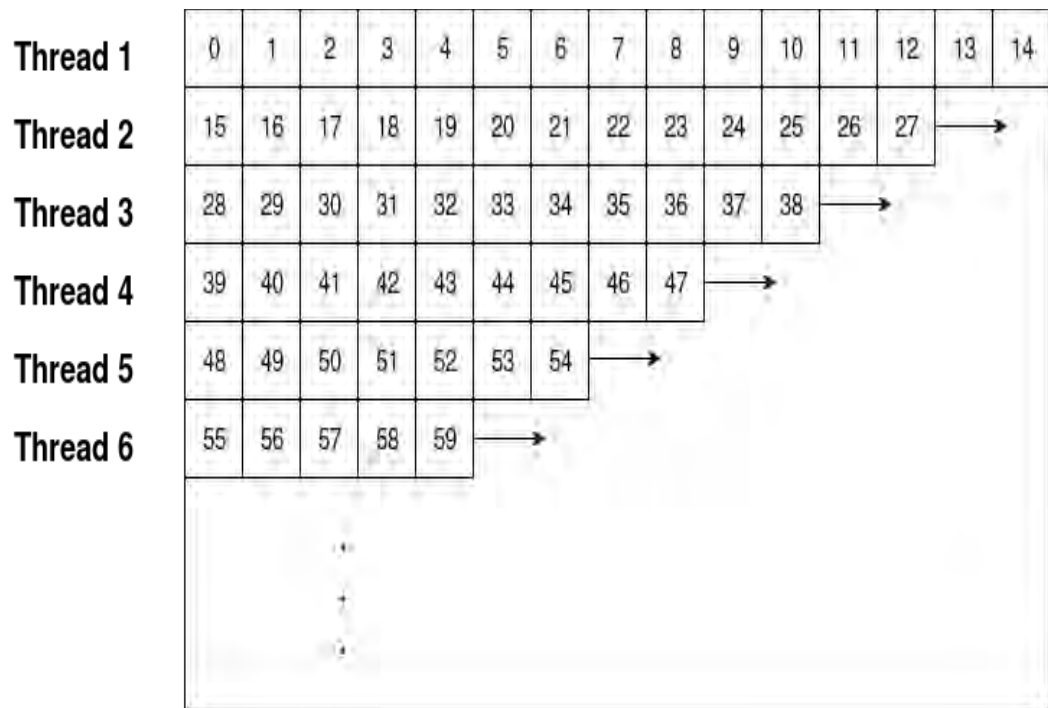 Thread 1 0 1 2 3 4 5 6 7 8 9 10 11 12 13 14
Thread 2 15 16 17 18 19 20 21 22 23 24 25 26 27
Thread 3 28 29 30 31 32 33 34 35 36 37 38
Thread 4 39 40 41 42 43 44 45 46 47
Thread 5 48 49 50 51 52 53 54
Thread 6 55 56 57 58 59